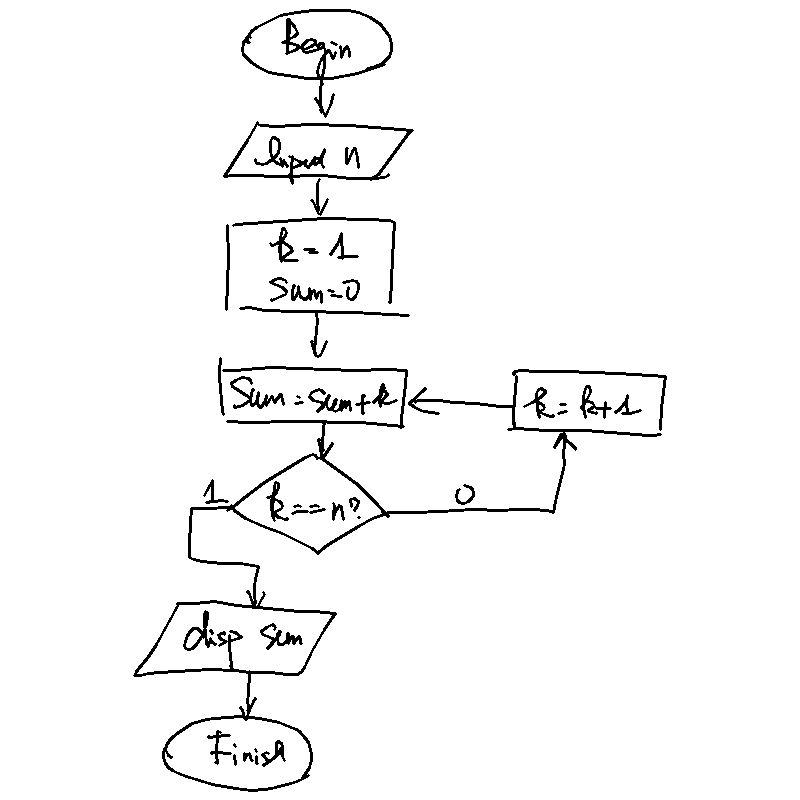 Begin
Input n
k = 1
Sum = 0
Sum = Sum + k
k = k + 1
k == n?
1
0
disp sum
Finish